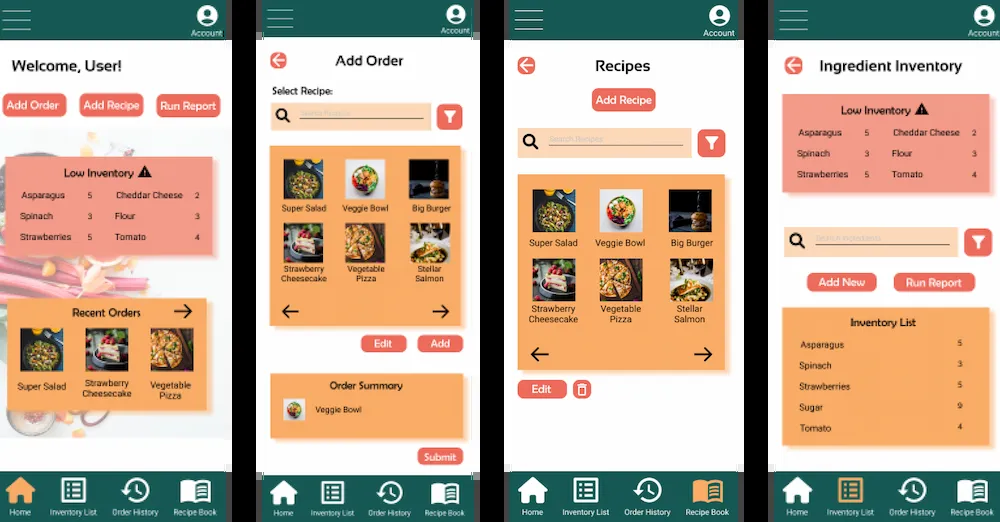 Account
Welcome, User!
Add Order Add Recipe Run Report
Low Inventory
Asparagus 5 Cheddar Cheese 2
Spinach 3 Flour 3
Strawberries 5 Tomato 4
Recent Orders
Super Salad Strawberry Cheesecake Vegetable Pizza
Home Inventory List Order History Recipe Book
Account
Add Order
Select Recipe:
Search Recipes
Super Salad Veggie Bowl Big Burger
Strawberry Vegetable Stellar
Cheesecake Pizza Salmon
Edit Add
Order Summary
Veggie Bowl
Submit
Home Inventory List Order History Recipe Book
Account
Recipes
Add Recipe
Search Recipes
Super Salad Veggie Bowl Big Burger
Strawberry Vegetable Stellar
Cheesecake Pizza Salmon
Edit
Home Inventory List Order History Recipe Book
Account
Ingredient Inventory
Low Inventory
Asparagus 5 Cheddar Cheese 2
Spinach 3 Flour 3
Strawberries 5 Tomato 4
Search Ingredients
Add New Run Report
Inventory List
Asparagus 5
Spinach 3
Strawberries 5
Sugar 9
Tomato 4
Home Inventory List Order History Recipe Book